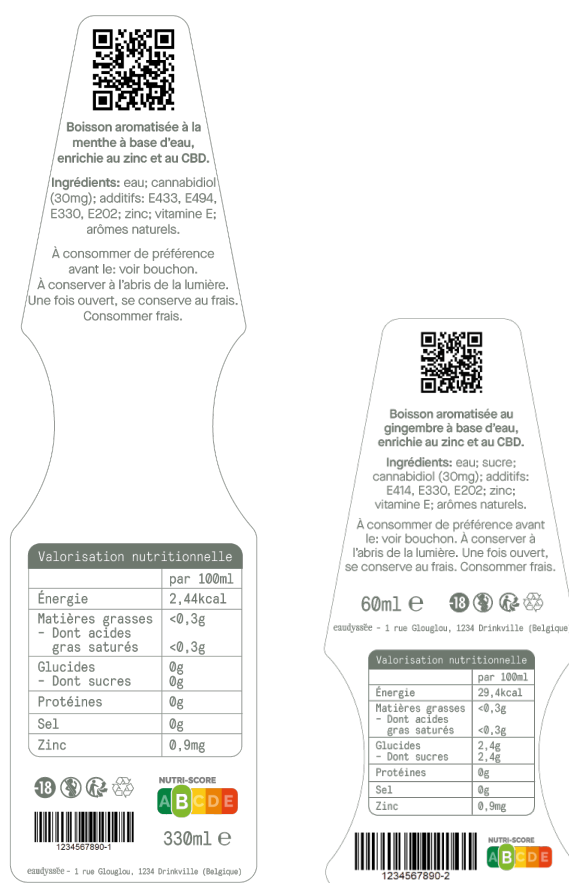 Boisson aromatisée à la
menthe à base d'eau,
enrichie au zinc et au CBD.
Ingrédients: eau; cannabidiol
(30mg); additifs: E433, E494,
E330, E202; zinc; vitamine E;
arômes naturels.
À consommer de préférence
avant le: voir bouchon.
À conserver à l'abris de la lumière.
Une fois ouvert, se conserve au frais.
Consommer frais.
Valorisation nutritionnelle
par 100ml
Énergie 2,44kcal
Matières grasses <0,3g
- Dont acides
gras saturés <0,3g
Glucides 0g
- Dont sucres 0g
Protéines 0g
Sel 0g
Zinc 0,9mg
-18
NUTRI-SCORE
A B C D E
1234567890-1
330ml e
eaudyssée - 1 rue Glouglou, 1234 Drinkville (Belgique)
Boisson aromatisée au
gingembre à base d'eau,
enrichie au zinc et au CBD.
Ingrédients: eau; sucre;
cannabidiol (30mg); additifs:
E414, E330, E202; zinc;
vitamine E; arômes naturels.
À consommer de préférence avant
le: voir bouchon. À conserver à
l'abris de la lumière. Une fois ouvert,
se conserve au frais. Consommer frais.
60ml e -18
eaudyssée - 1 rue Glouglou, 1234 Drinkville (Belgique
Valorisation nutritionnelle
par 100ml
Énergie 29,4kcal
Matières grasses <0,3g
- Dont acides
gras saturés <0,3g
Glucides 2,4g
- Dont sucres 2,4g
Protéines 0g
Sel 0g
Zinc 0,9mg
NUTRI-SCORE
A B C D E
1234567890-2